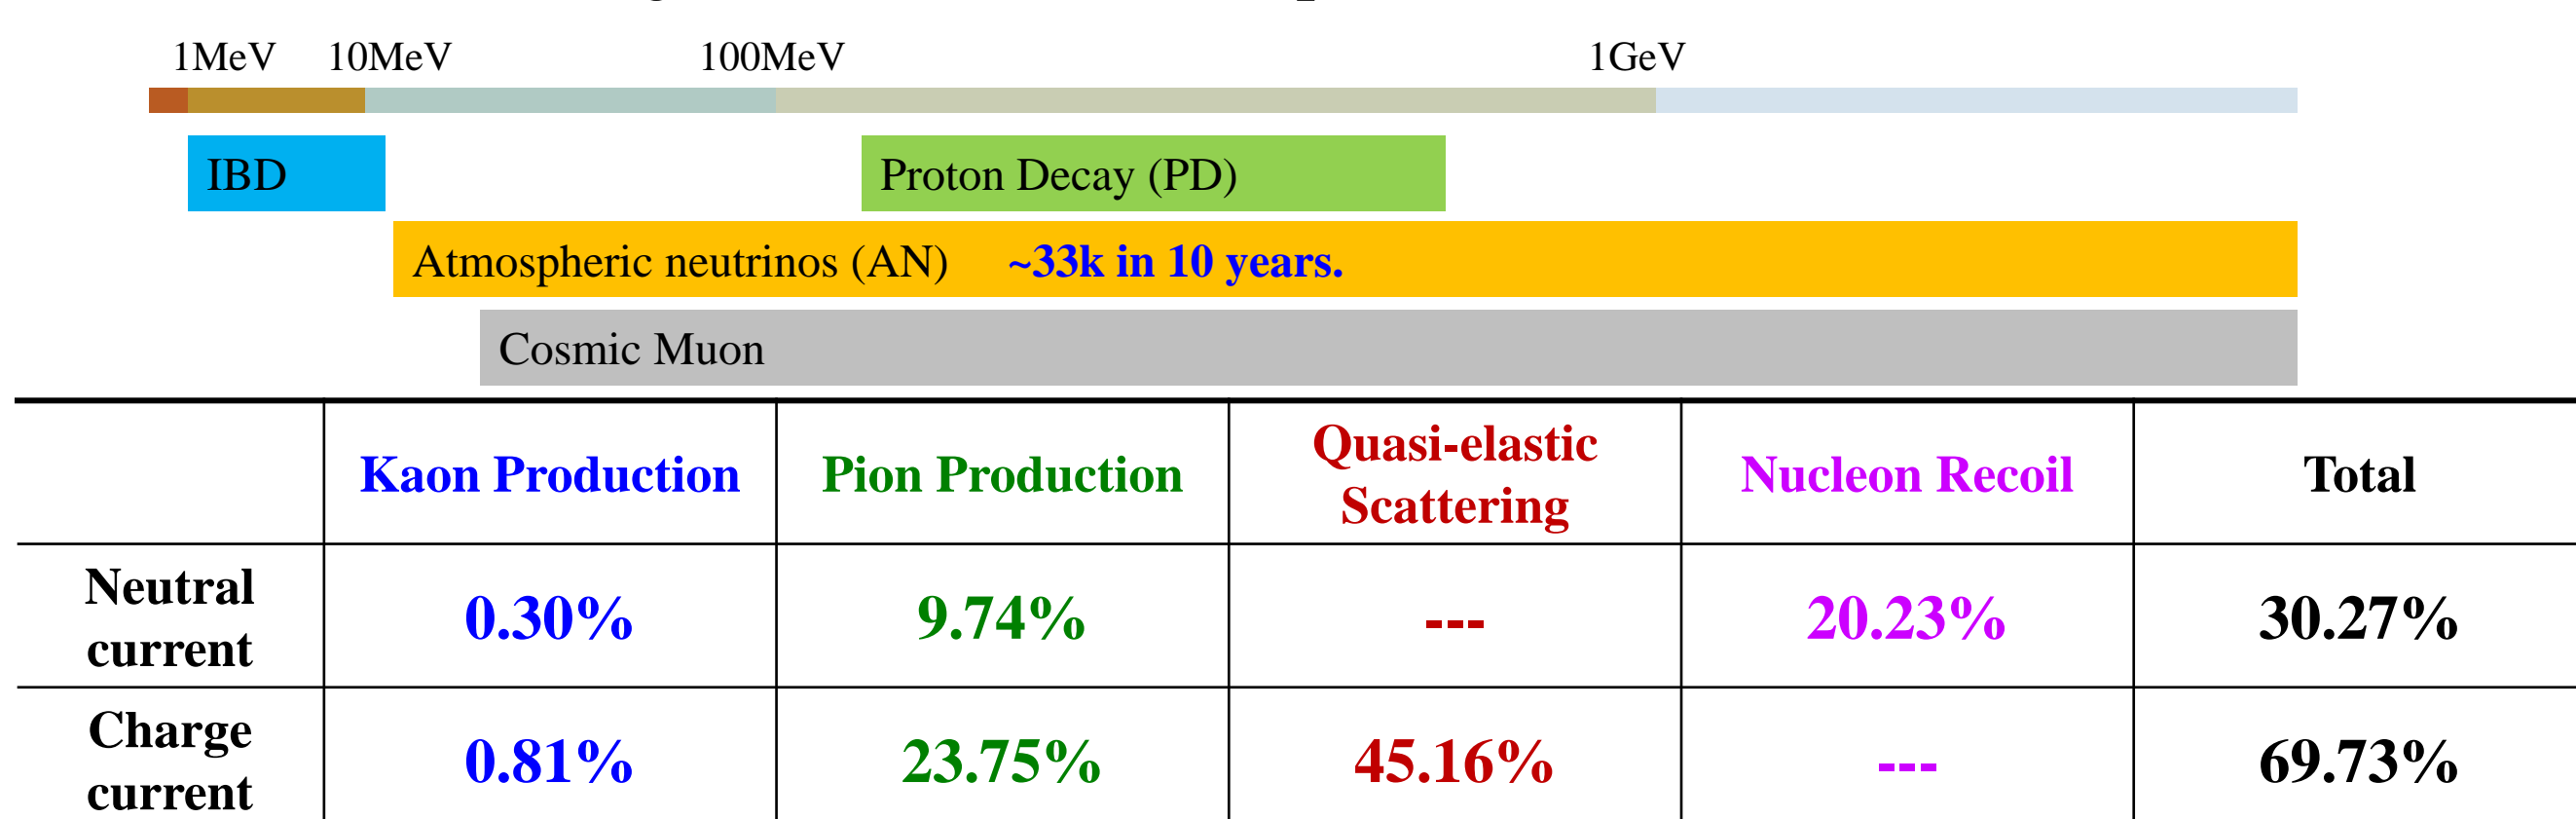 1MeV 10MeV 100MeV 1GeV
IBD Proton Decay (PD)
Atmospheric neutrinos (AN) ~33k in 10 years.
Cosmic Muon
Kaon Production Pion Production Quasi-elastic Scattering Nucleon Recoil Total
Neutral current 0.30% 9.74% --- 20.23% 30.27%
Charge current 0.81% 23.75% 45.16% --- 69.73%